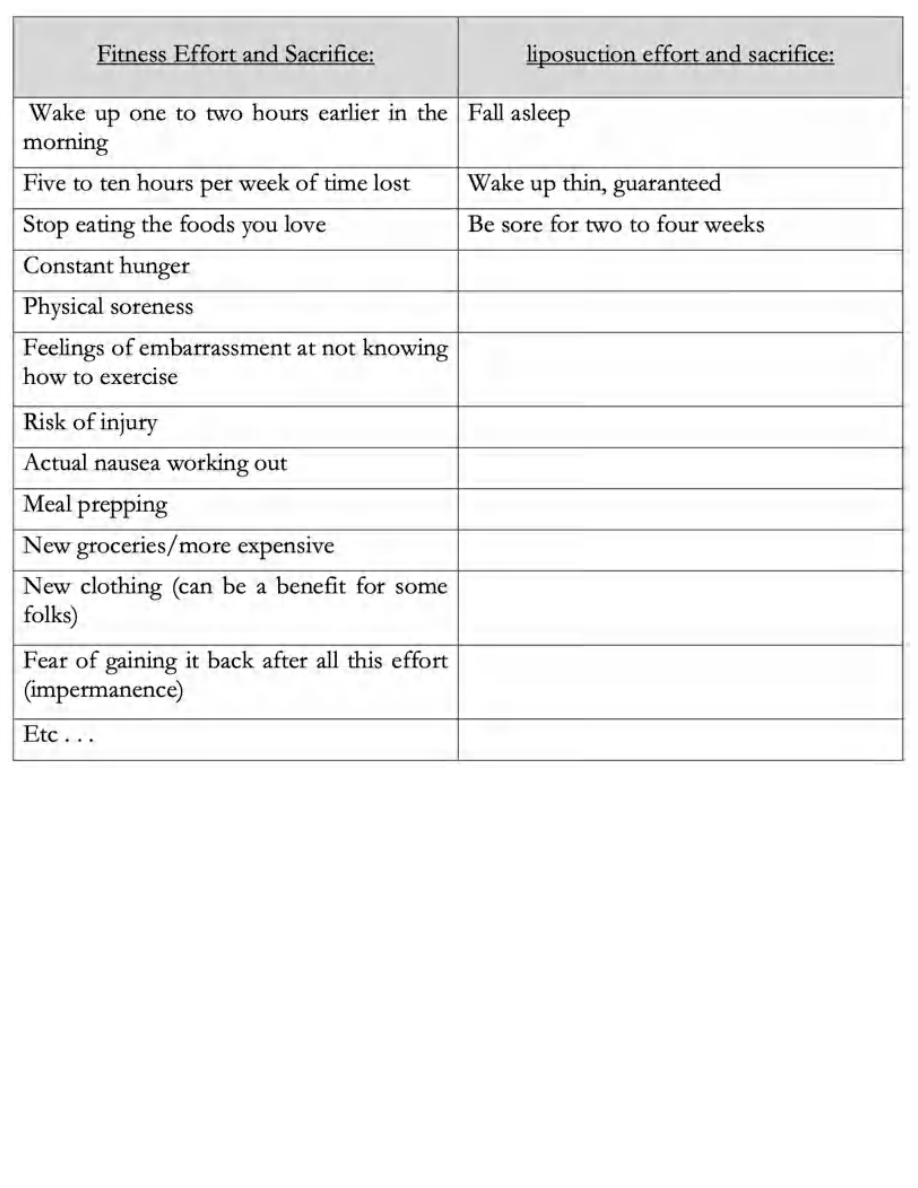 Fitness Effort and Sacrifice:
liposuction effort and sacrifice:
Wake up one to two hours earlier in the
morning
Fall asleep
Five to ten hours per week of time lost
Wake up thin, guaranteed
Stop eating the foods you love
Be sore for two to four weeks
Constant hunger
Physical soreness
Feelings of embarrassment at not knowing
how to exercise
Risk of injury
Actual nausea working out
Meal prepping
New groceries/more expensive
New clothing (can be a benefit for some
folks)
Fear of gaining it back after all this effort
(impermanence)
Etc . . .